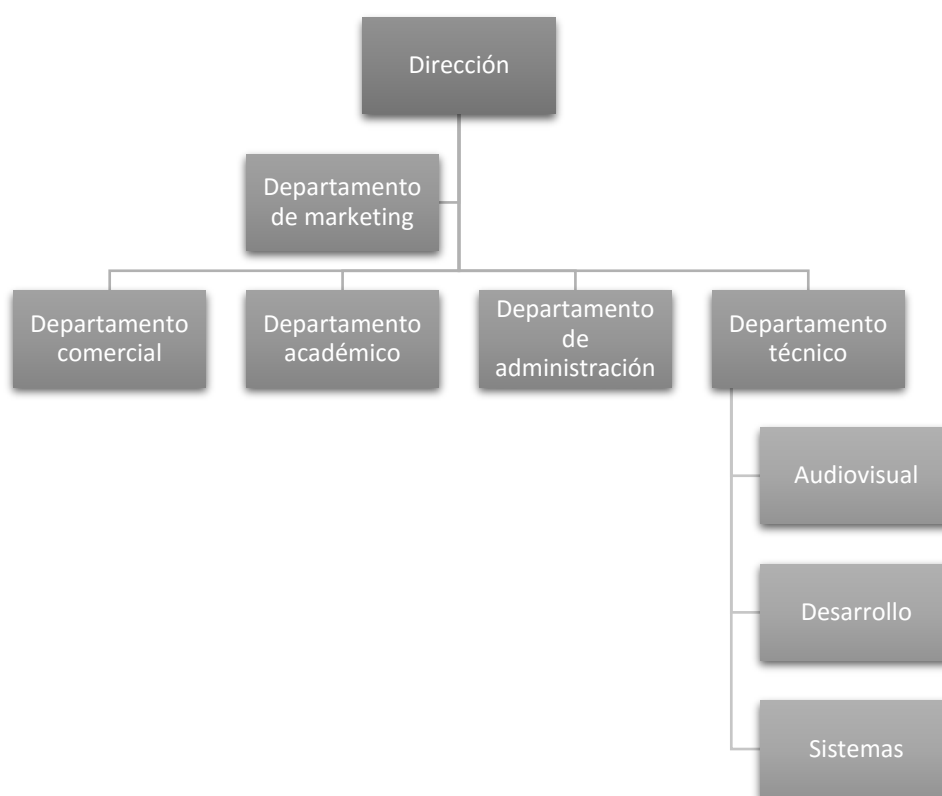 Dirección
Departamento
de marketing
Departamento
comercial
Departamento
académico
Departamento
de
administración
Departamento
técnico
Audiovisual
Desarrollo
Sistemas